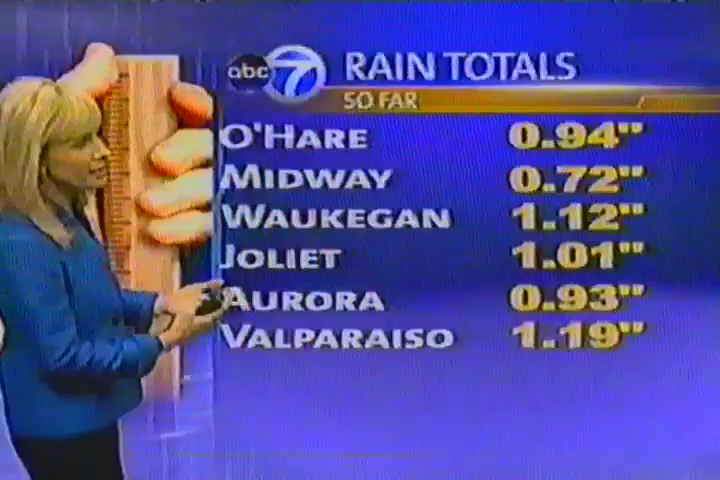 abc 7 RAIN TOTALS
SO FAR
O'HARE 0.94"
MIDWAY 0.72"
WAUKEGAN 1.12"
JOLIET 1.01"
AURORA 0.93"
VALPARAISO 1.19"